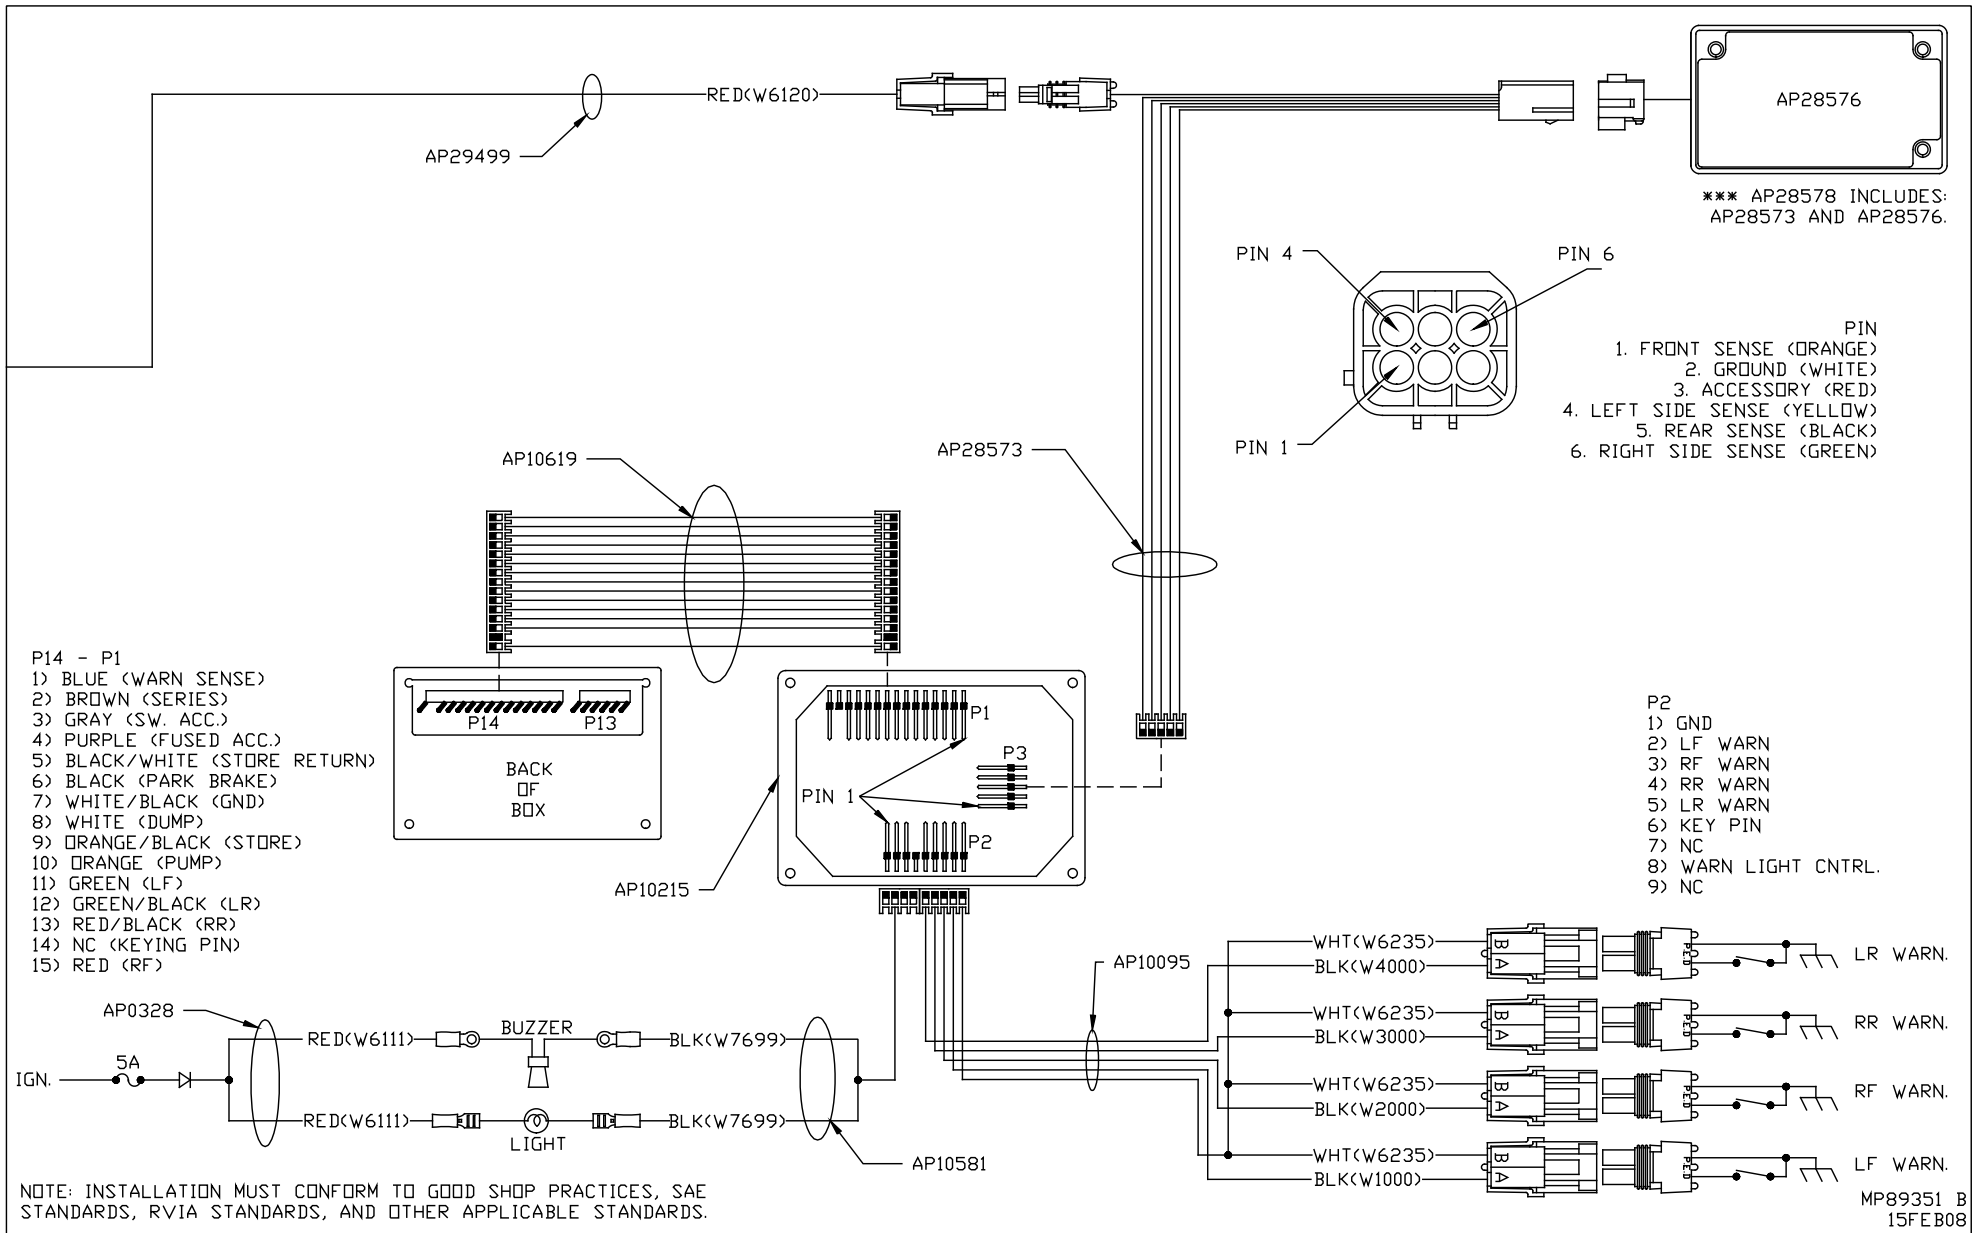 RED(W6120)
AP29499
AP28576
*** AP28578 INCLUDES:
AP28573 AND AP28576.
PIN 4
PIN 6
PIN 1
PIN
1. FRONT SENSE (ORANGE)
2. GROUND (WHITE)
3. ACCESSORY (RED)
4. LEFT SIDE SENSE (YELLOW)
5. REAR SENSE (BLACK)
6. RIGHT SIDE SENSE (GREEN)
AP10619
AP28573
P14 - P1
1) BLUE (WARN SENSE)
2) BROWN (SERIES)
3) GRAY (SW. ACC.)
4) PURPLE (FUSED ACC.)
5) BLACK/WHITE (STORE RETURN)
6) BLACK (PARK BRAKE)
7) WHITE/BLACK (GND)
8) WHITE (DUMP)
9) ORANGE/BLACK (STORE)
10) ORANGE (PUMP)
11) GREEN (LF)
12) GREEN/BLACK (LR)
13) RED/BLACK (RR)
14) NC (KEYING PIN)
15) RED (RF)
P14
P13
BACK
OF
BOX
P1
P3
PIN 1
P2
AP10215
P2
1) GND
2) LF WARN
3) RF WARN
4) RR WARN
5) LR WARN
6) KEY PIN
7) NC
8) WARN LIGHT CNTRL.
9) NC
AP10095
WHT(W6235)
BLK(W4000)
B
A
P.E.D
LR WARN.
WHT(W6235)
BLK(W3000)
B
A
P.E.D
RR WARN.
WHT(W6235)
BLK(W2000)
B
A
P.E.D
RF WARN.
WHT(W6235)
BLK(W1000)
B
A
P.E.D
LF WARN.
AP0328
RED(W6111)
BUZZER
BLK(W7699)
IGN.
5A
RED(W6111)
LIGHT
BLK(W7699)
AP10581
NOTE: INSTALLATION MUST CONFORM TO GOOD SHOP PRACTICES, SAE
STANDARDS, RVIA STANDARDS, AND OTHER APPLICABLE STANDARDS.
MP89351 B
15FEB08